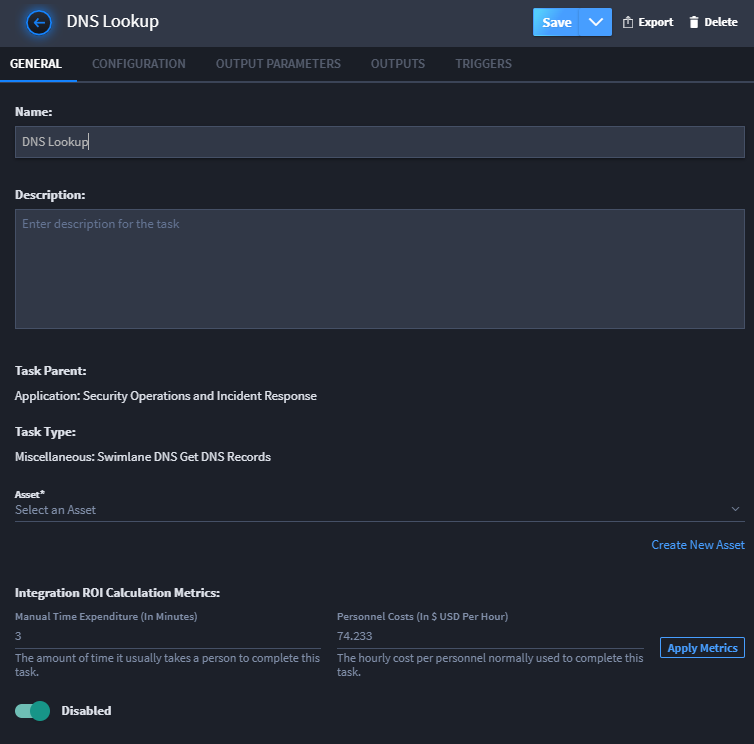 DNS Lookup
Save
Export
Delete
GENERAL
CONFIGURATION
OUTPUT PARAMETERS
OUTPUTS
TRIGGERS
Name:
DNS Lookup
Description:
Enter description for the task
Task Parent:
Application: Security Operations and Incident Response
Task Type:
Miscellaneous: Swimlane DNS Get DNS Records
Asset*
Select an Asset
Create New Asset
Integration ROI Calculation Metrics:
Manual Time Expenditure (In Minutes)
3
The amount of time it usually takes a person to complete this
task.
Personnel Costs (In $ USD Per Hour)
74.233
The hourly cost per personnel normally used to complete this
task.
Apply Metrics
Disabled